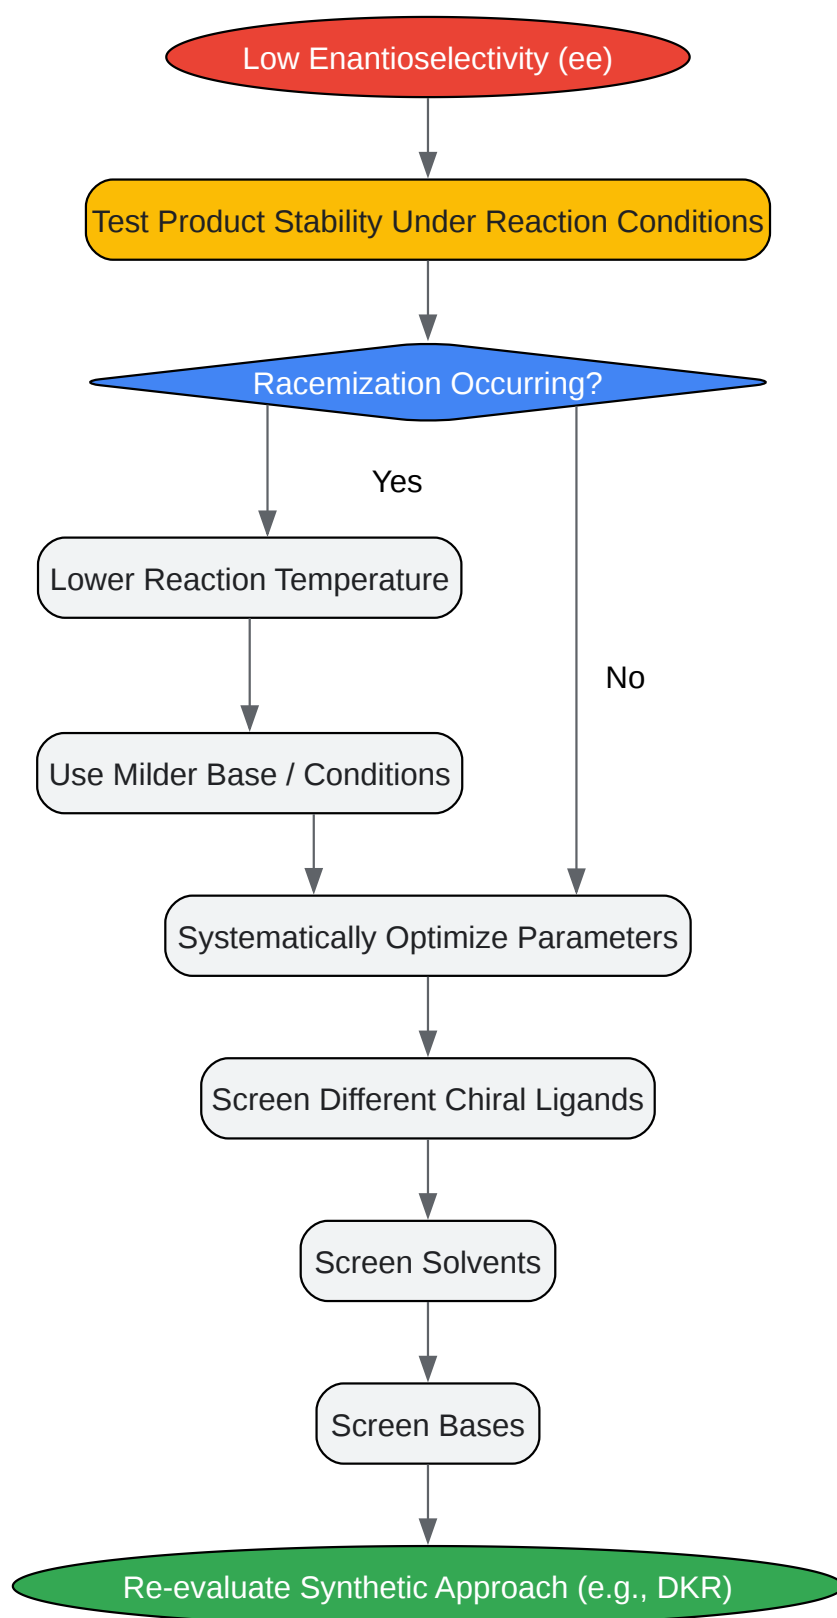 Low Enantioselectivity (ee)
Test Product Stability Under Reaction Conditions
Racemization Occurring?
Yes
Lower Reaction Temperature
No
Use Milder Base / Conditions
Systematically Optimize Parameters
Screen Different Chiral Ligands
Screen Solvents
Screen Bases
Re-evaluate Synthetic Approach (e.g., DKR)